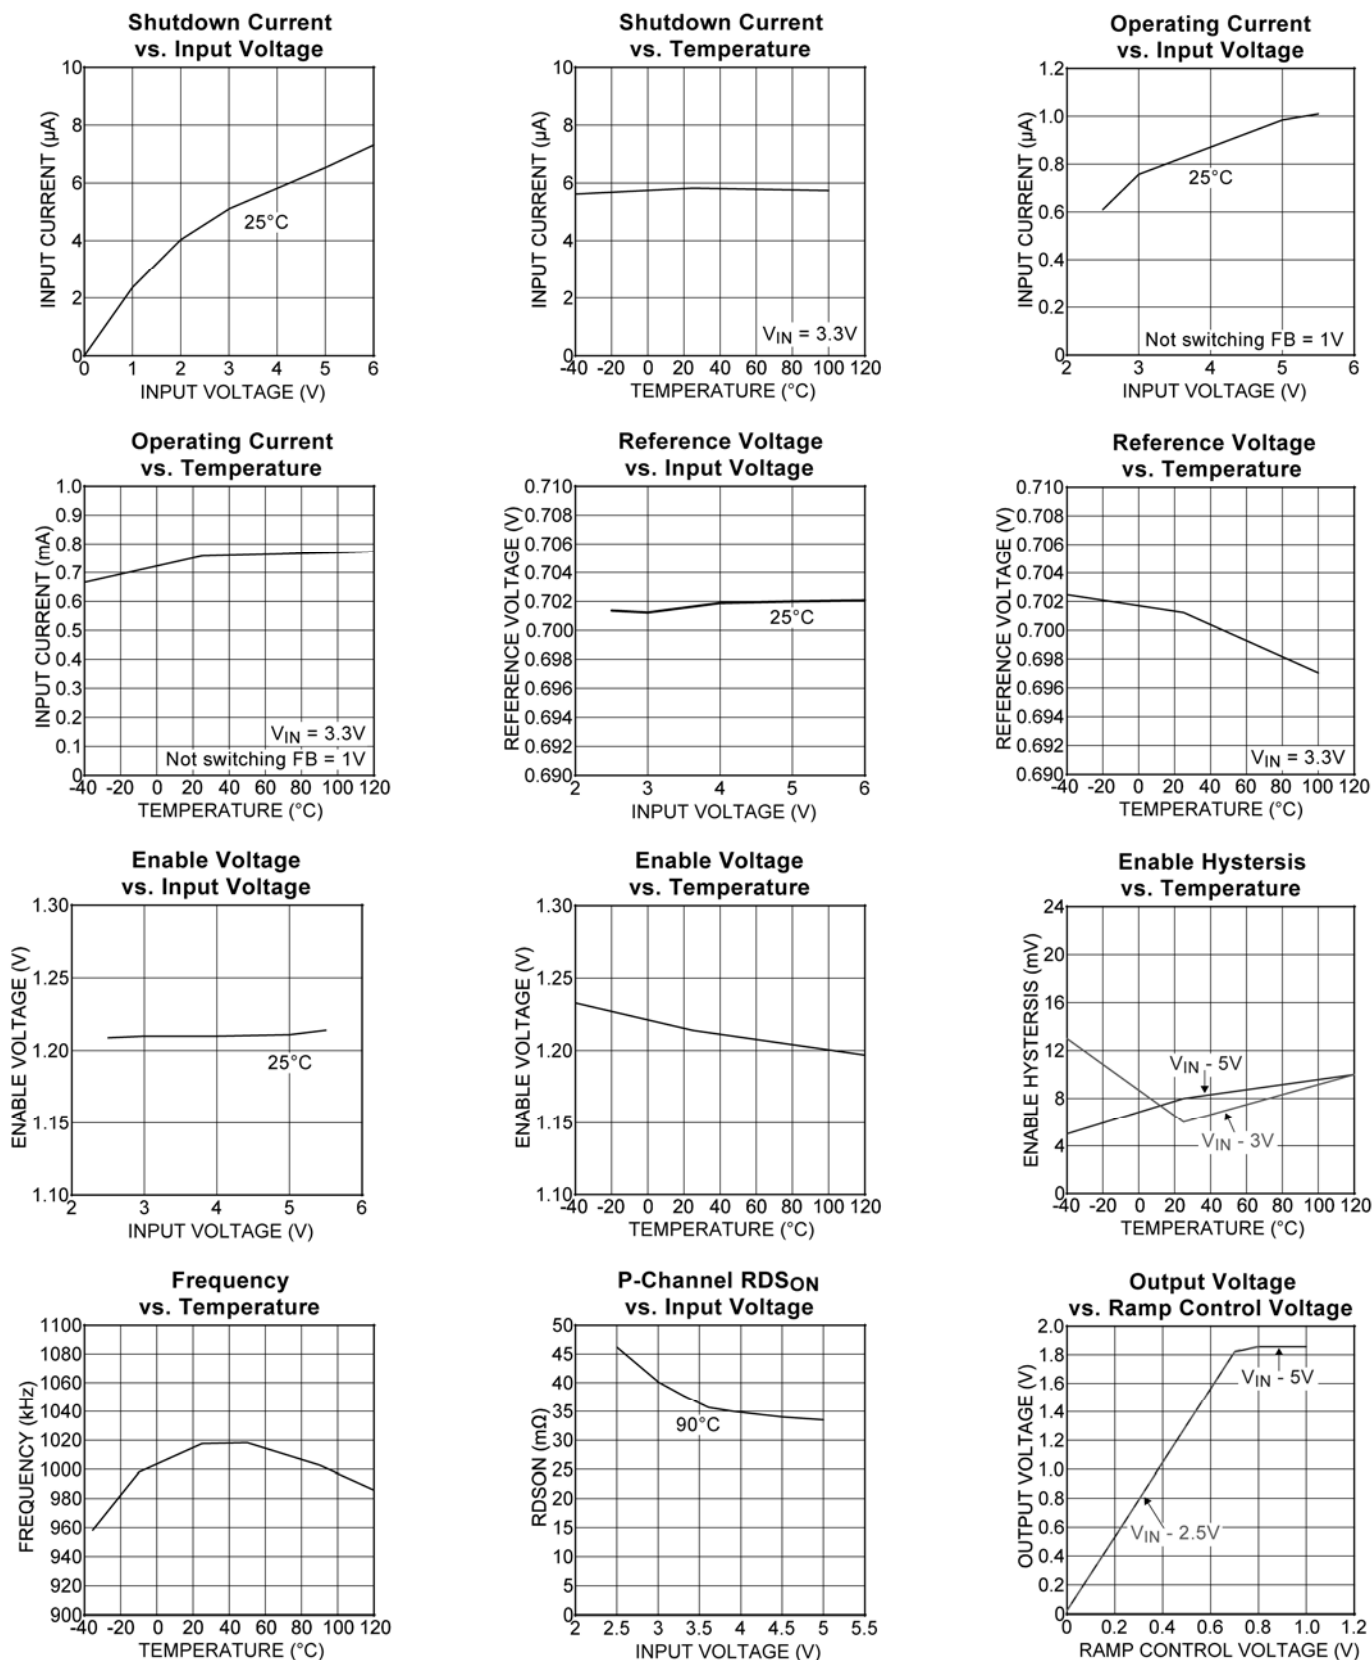 Shutdown Current
vs. Input Voltage
10
8
6
4
2
0
INPUT CURRENT (µA)
25°C
0 1 2 3 4 5 6
INPUT VOLTAGE (V)
Shutdown Current
vs. Temperature
10
8
6
4
2
0
INPUT CURRENT (µA)
VIN = 3.3V
-40 -20 0 20 40 60 80 100 120
TEMPERATURE (°C)
Operating Current
vs. Input Voltage
1.2
1.0
0.8
0.6
0.4
0.2
0
INPUT CURRENT (µA)
25°C
Not switching FB = 1V
2 3 4 5 6
INPUT VOLTAGE (V)
Operating Current
vs. Temperature
1.0
0.9
0.8
0.7
0.6
0.5
0.4
0.3
0.2
0.1
0
INPUT CURRENT (mA)
VIN = 3.3V
Not switching FB = 1V
-40 -20 0 20 40 60 80 100 120
TEMPERATURE (°C)
Reference Voltage
vs. Input Voltage
0.710
0.708
0.706
0.704
0.702
0.700
0.698
0.696
0.694
0.692
0.690
REFERENCE VOLTAGE (V)
25°C
2 3 4 5 6
INPUT VOLTAGE (V)
Reference Voltage
vs. Temperature
0.710
0.708
0.706
0.704
0.702
0.700
0.698
0.696
0.694
0.692
0.690
REFERENCE VOLTAGE (V)
VIN = 3.3V
-40 -20 0 20 40 60 80 100 120
TEMPERATURE (°C)
Enable Voltage
vs. Input Voltage
1.30
1.25
1.20
1.15
1.10
ENABLE VOLTAGE (V)
25°C
2 3 4 5 6
INPUT VOLTAGE (V)
Enable Voltage
vs. Temperature
1.30
1.25
1.20
1.15
1.10
ENABLE VOLTAGE (V)
-40 -20 0 20 40 60 80 100 120
TEMPERATURE (°C)
Enable Hystersis
vs. Temperature
24
20
16
12
8
4
0
ENABLE HYSTERSIS (mV)
VIN - 5V
VIN - 3V
-40 -20 0 20 40 60 80 100 120
TEMPERATURE (°C)
Frequency
vs. Temperature
1100
1080
1060
1040
1020
1000
980
960
940
920
900
FREQUENCY (kHz)
-40 -20 0 20 40 60 80 100 120
TEMPERATURE (°C)
P-Channel RDSON
vs. Input Voltage
50
45
40
35
30
25
20
15
10
5
0
RDSON (mΩ)
90°C
2 2.5 3 3.5 4 4.5 5 5.5
INPUT VOLTAGE (V)
Output Voltage
vs. Ramp Control Voltage
2.0
1.8
1.6
1.4
1.2
1.0
0.8
0.6
0.4
0.2
0
OUTPUT VOLTAGE (V)
VIN - 5V
VIN - 2.5V
0 0.2 0.4 0.6 0.8 1.0 1.2
RAMP CONTROL VOLTAGE (V)